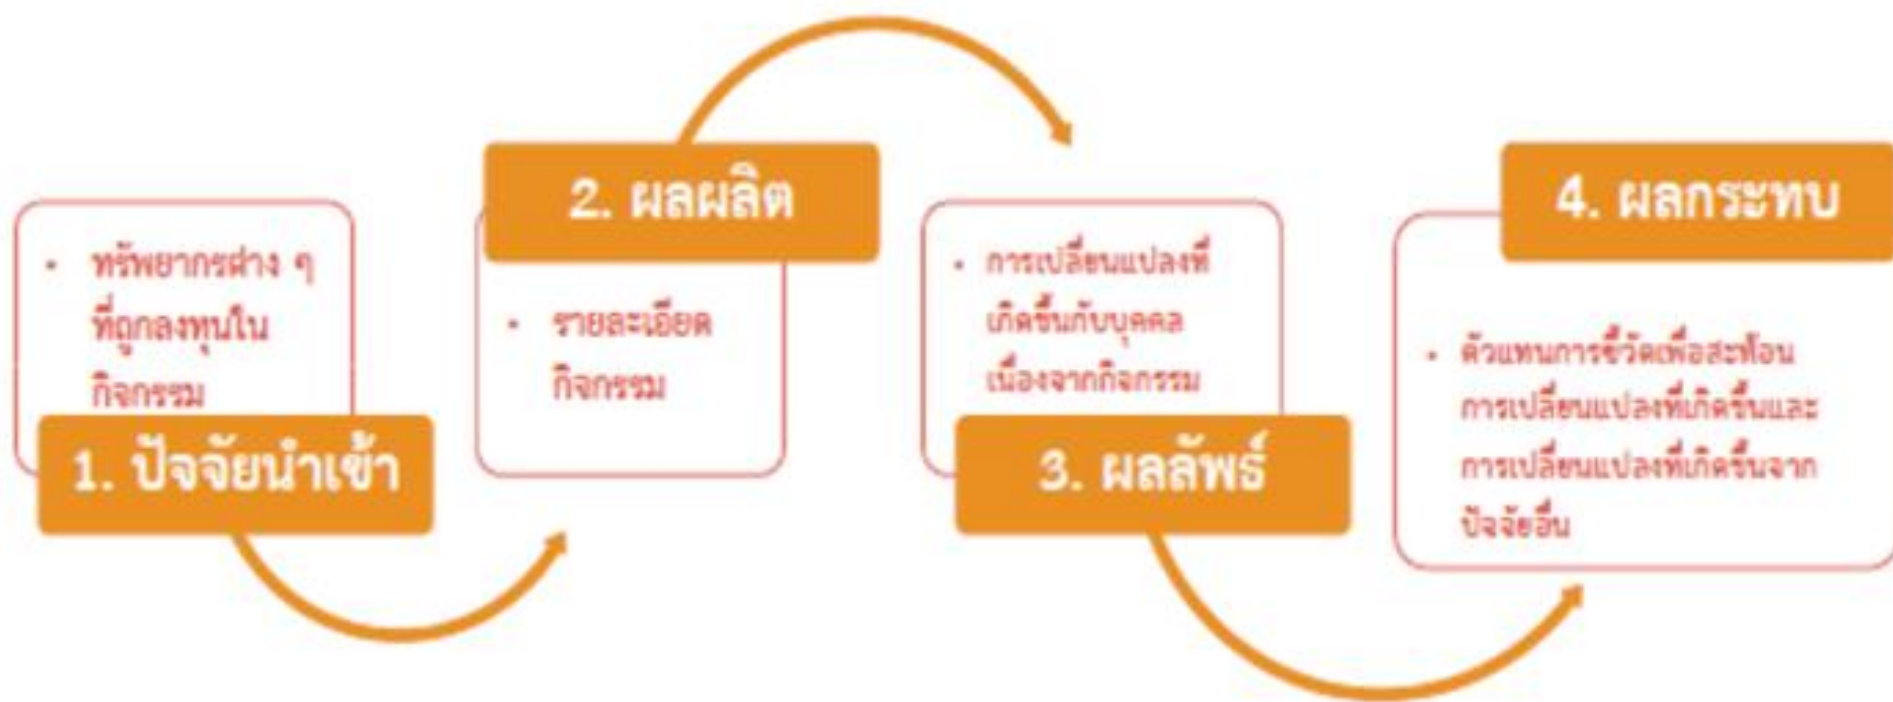 ทรัพยากรต่าง ๆ
ที่ถูกลงทุนใน
กิจกรรม
1. ปัจจัยนำเข้า
2. ผลผลิต
รายละเอียด
กิจกรรม
การเปลี่ยนแปลงที่
เกิดขึ้นกับบุคคล
เนื่องจากกิจกรรม
3. ผลลัพธ์
4. ผลกระทบ
ตัวแทนการชี้วัดเพื่อสะท้อน
การเปลี่ยนแปลงที่เกิดขึ้นและ
การเปลี่ยนแปลงที่เกิดขึ้นจาก
ปัจจัยอื่น